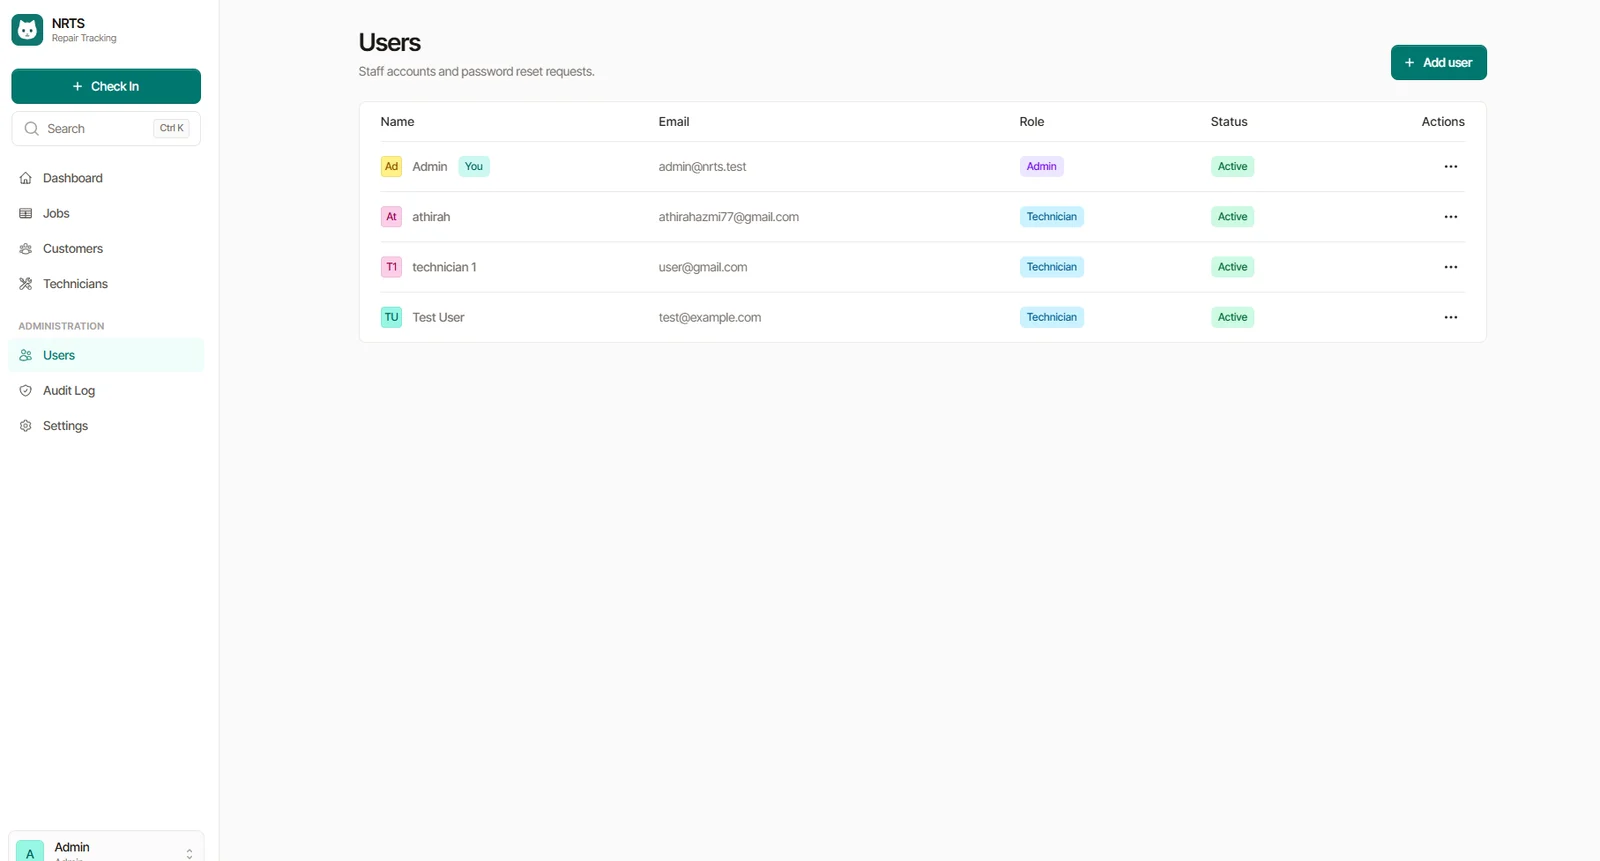 NRTS
Repair Tracking
+ Check In
Search Ctrl K
Dashboard
Jobs
Customers
Technicians
ADMINISTRATION
Users
Audit Log
Settings
A Admin
Users
Staff accounts and password reset requests.
+ Add user
Name Email Role Status Actions
Ad Admin You admin@nrts.test Admin Active ...
At athirah athirahazmi77@gmail.com Technician Active ...
T1 technician 1 user@gmail.com Technician Active ...
TU Test User test@example.com Technician Active ...